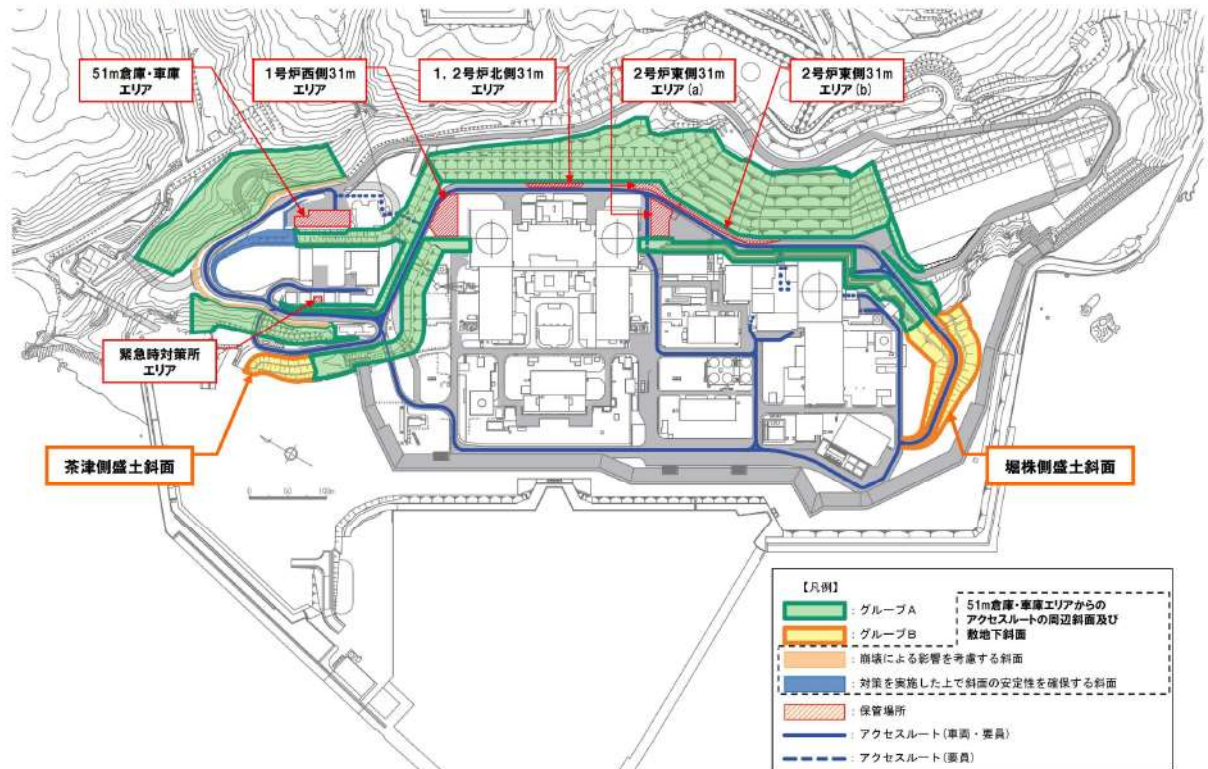 51m倉庫・車庫
エリア
1号炉西側31m
エリア
1，2号炉北側31m
エリア
2号炉東側31m
エリア(a)
2号炉東側31m
エリア(b)
緊急時対策所
エリア
茶津側盛土斜面
堀株側盛土斜面
0 50 100m
【凡例】
：グループA
：グループB
51m倉庫・車庫エリアからの
アクセスルートの周辺斜面及び
敷地下斜面
：崩壊による影響を考慮する斜面
：対策を実施した上で斜面の安定性を確保する斜面
：保管場所
：アクセスルート(車両・要員)
：アクセスルート(要員)